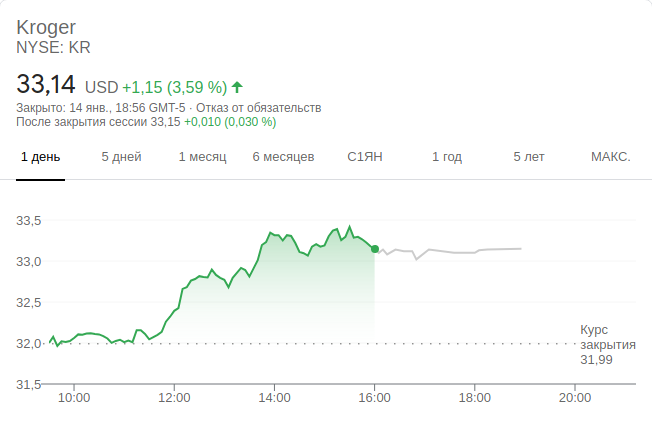 Kroger
NYSE: KR
33,14 USD +1,15 (3,59 %)
Закрыто: 14 янв., 18:56 GMT-5 · Отказ от обязательств
После закрытия сессии 33,15 +0,010 (0,030 %)
1 день 5 дней 1 месяц 6 месяцев С1ЯН 1 год 5 лет МАКС.
33,5
33,0
32,5
32,0
31,5
Курс
закрытия
31,99
10:00 12:00 14:00 16:00 18:00 20:00